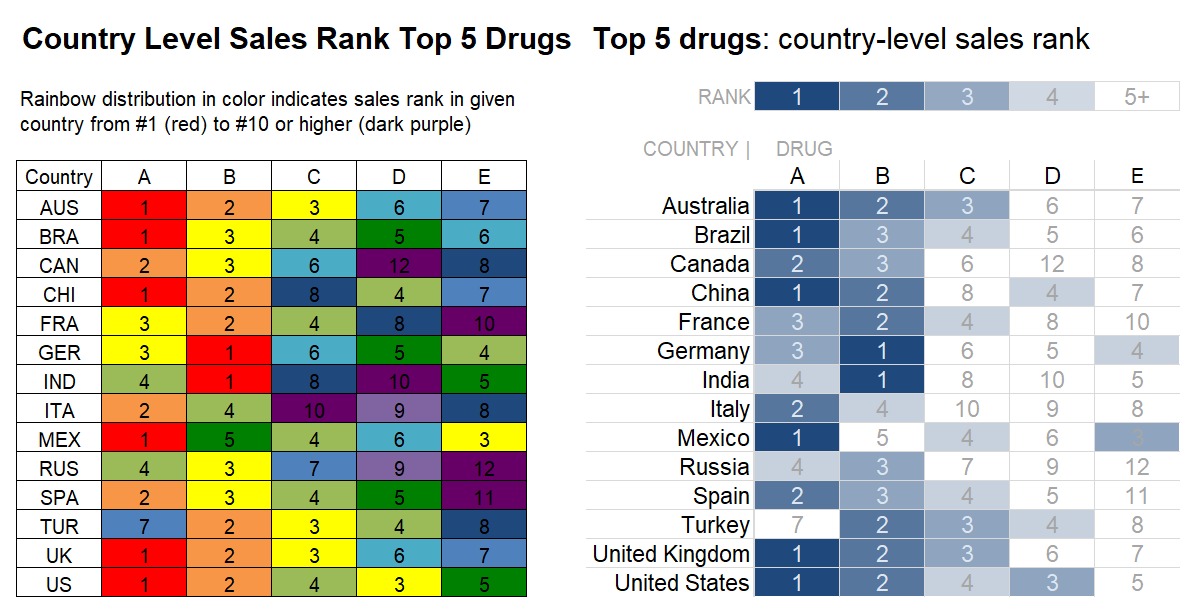 Country Level Sales Rank Top 5 Drugs
Rainbow distribution in color indicates sales rank in given
country from #1 (red) to #10 or higher (dark purple)
Country A B C D E
AUS 1 2 3 6 7
BRA 1 3 4 5 6
CAN 2 3 6 12 8
CHI 1 2 8 4 7
FRA 3 2 4 8 10
GER 3 1 6 5 4
IND 4 1 8 10 5
ITA 2 4 10 9 8
MEX 1 5 4 6 3
RUS 4 3 7 9 12
SPA 2 3 4 5 11
TUR 7 2 3 4 8
UK 1 2 3 6 7
US 1 2 4 3 5
Top 5 drugs: country-level sales rank
RANK 1 2 3 4 5+
COUNTRY | DRUG
A B C D E
Australia 1 2 3 6 7
Brazil 1 3 4 5 6
Canada 2 3 6 12 8
China 1 2 8 4 7
France 3 2 4 8 10
Germany 3 1 6 5 4
India 4 1 8 10 5
Italy 2 4 10 9 8
Mexico 1 5 4 6 3
Russia 4 3 7 9 12
Spain 2 3 4 5 11
Turkey 7 2 3 4 8
United Kingdom 1 2 3 6 7
United States 1 2 4 3 5